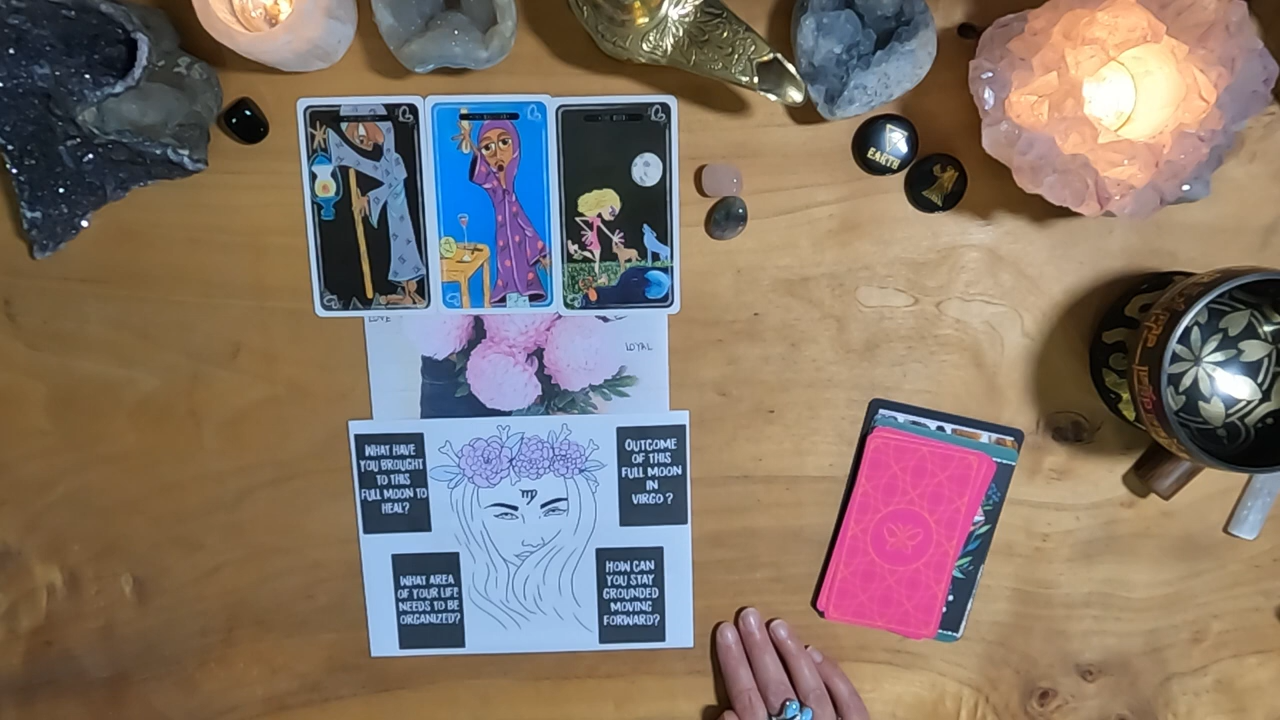 EARTH
LOVE
LOYAL
WHAT HAVE
YOU BROUGHT
TO THIS
FULL MOON TO
HEAL?
OUTCOME
OF THIS
FULL MOON
IN
VIRGO ?
WHAT AREA
OF YOUR LIFE
NEEDS TO BE
ORGANIZED?
HOW CAN
YOU STAY
GROUNDED
MOVING
FORWARD?